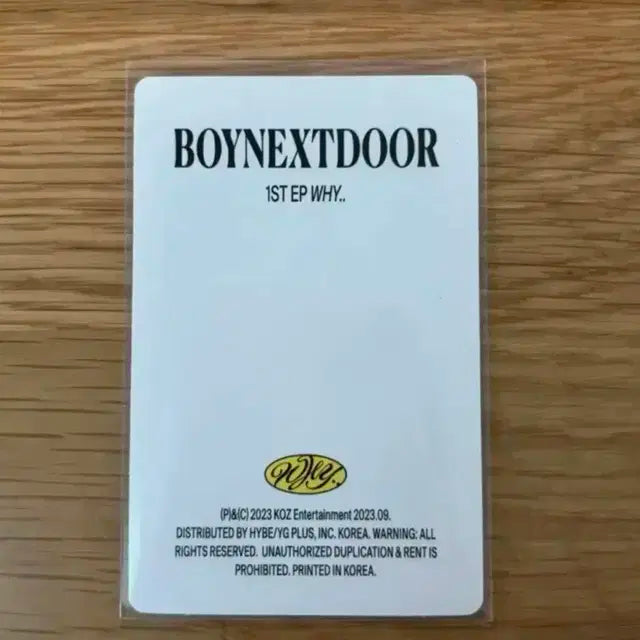 BOYNEXTDOOR
1ST EP WHY..
Why.
(P)&(C) 2023 KOZ Entertainment 2023.09.
DISTRIBUTED BY HYBE/YG PLUS, INC. KOREA. WARNING: ALL
RIGHTS RESERVED. UNAUTHORIZED DUPLICATION & RENT IS
PROHIBITED. PRINTED IN KOREA.